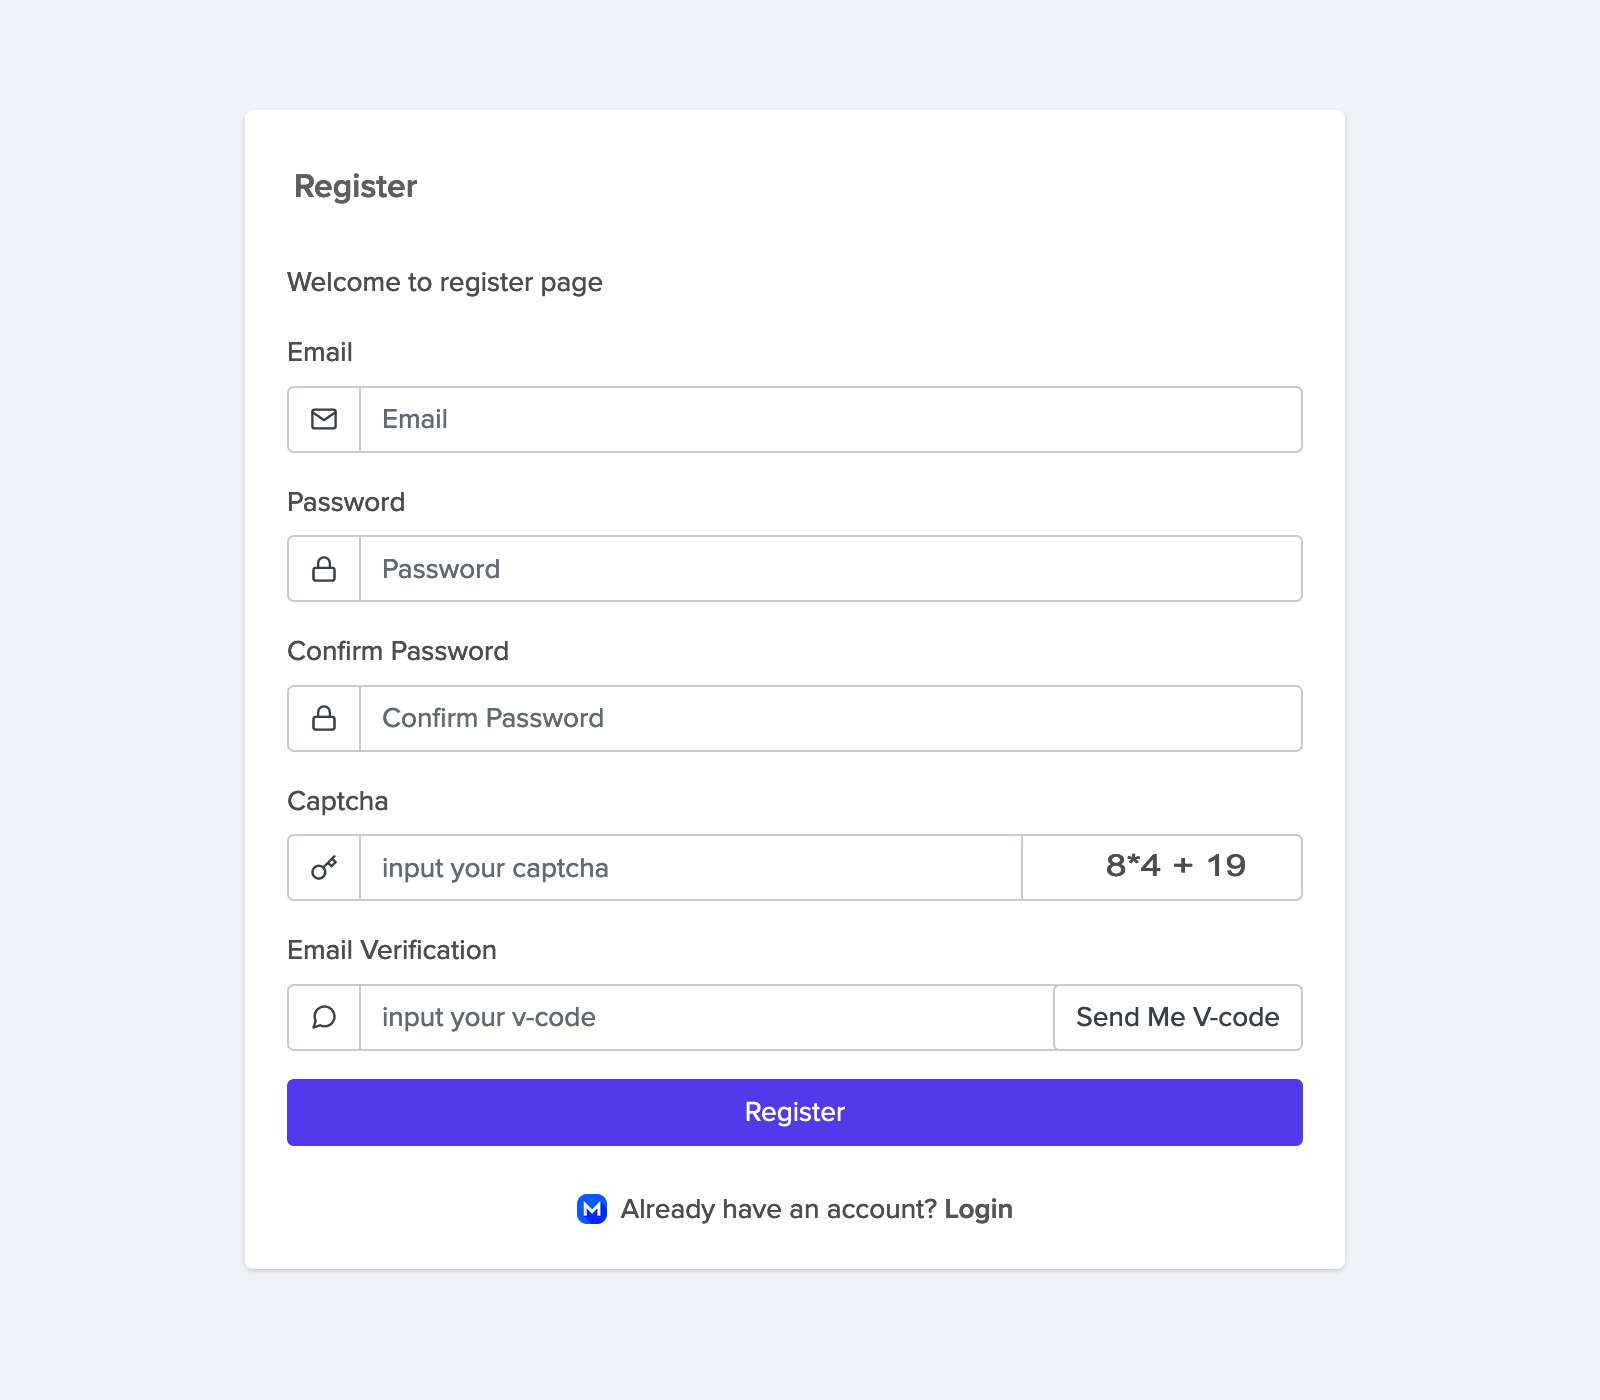 Register
Welcome to register page
Email
Email
Password
Password
Confirm Password
Confirm Password
Captcha
input your captcha
8*4 + 19
Email Verification
input your v-code
Send Me V-code
Register
M Already have an account? Login